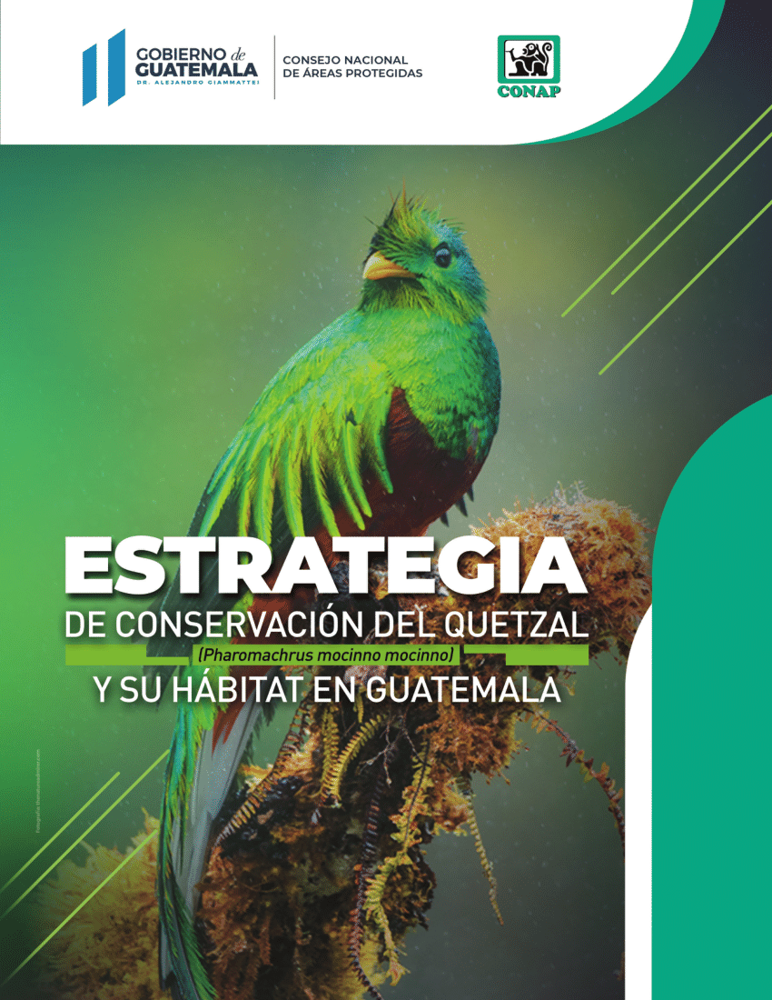 GOBIERNO de
GUATEMALA
DR. ALEJANDRO GIAMMATTEI
CONSEJO NACIONAL
DE ÁREAS PROTEGIDAS
CONAP
ESTRATEGIA
DE CONSERVACIÓN DEL QUETZAL
(Pharomachrus mocinno mocinno)
Y SU HÁBITAT EN GUATEMALA